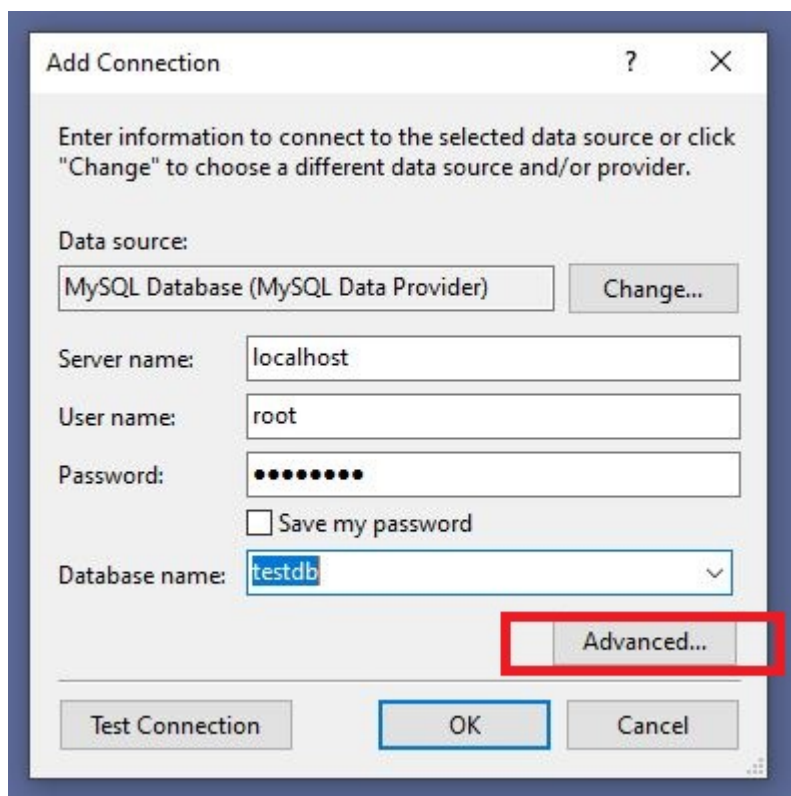 Add Connection ? ×
Enter information to connect to the selected data source or click
"Change" to choose a different data source and/or provider.
Data source:
MySQL Database (MySQL Data Provider) Change...
Server name: localhost
User name: root
Password: ●●●●●●●●
Save my password
Database name: testdb
Advanced...
Test Connection OK Cancel